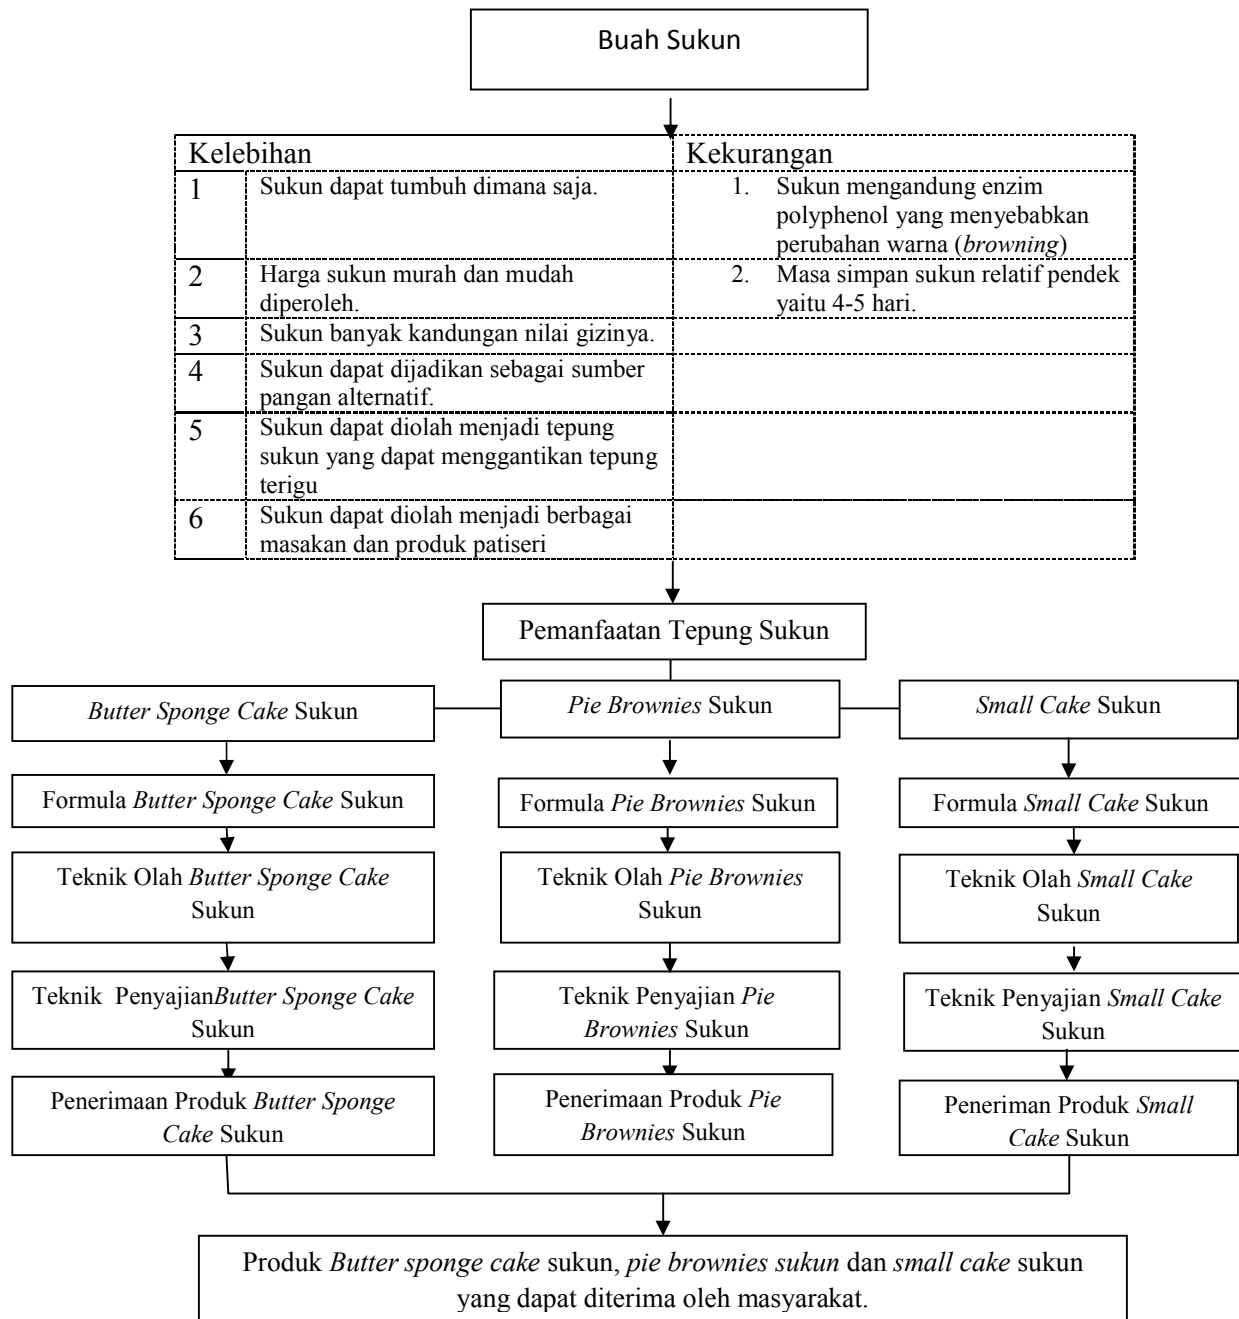 Buah Sukun
Kelebihan
Kekurangan
1
Sukun dapat tumbuh dimana saja.
1. Sukun mengandung enzim
polyphenol yang menyebabkan
perubahan warna (browning)
2
Harga sukun murah dan mudah
diperoleh.
2. Masa simpan sukun relatif pendek
yaitu 4-5 hari.
3
Sukun banyak kandungan nilai gizinya.
4
Sukun dapat dijadikan sebagai sumber
pangan alternatif.
5
Sukun dapat diolah menjadi tepung
sukun yang dapat menggantikan tepung
terigu
6
Sukun dapat diolah menjadi berbagai
masakan dan produk patiseri
Pemanfaatan Tepung Sukun
Butter Sponge Cake Sukun
Pie Brownies Sukun
Small Cake Sukun
Formula Butter Sponge Cake Sukun
Formula Pie Brownies Sukun
Formula Small Cake Sukun
Teknik Olah Butter Sponge Cake
Sukun
Teknik Olah Pie Brownies
Sukun
Teknik Olah Small Cake
Sukun
Teknik PenyajianButter Sponge Cake
Sukun
Teknik Penyajian Pie
Brownies Sukun
Teknik Penyajian Small Cake
Sukun
Penerimaan Produk Butter Sponge
Cake Sukun
Penerimaan Produk Pie
Brownies Sukun
Peneriman Produk Small
Cake Sukun
Produk Butter sponge cake sukun, pie brownies sukun dan small cake sukun
yang dapat diterima oleh masyarakat.